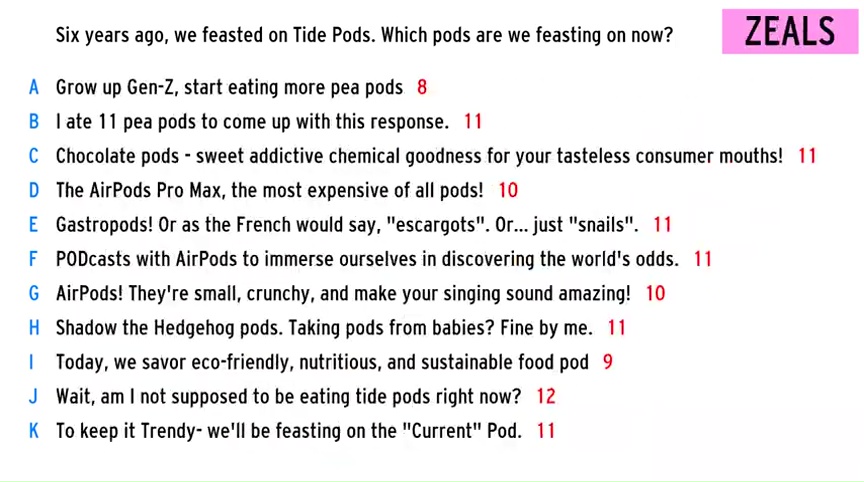 Six years ago, we feasted on Tide Pods. Which pods are we feasting on now?
ZEALS
A Grow up Gen-Z, start eating more pea pods 8
B I ate 11 pea pods to come up with this response. 11
C Chocolate pods - sweet addictive chemical goodness for your tasteless consumer mouths! 11
D The AirPods Pro Max, the most expensive of all pods! 10
E Gastropods! Or as the French would say, "escargots". Or... just "snails". 11
F PODcasts with AirPods to immerse ourselves in discovering the world's odds. 11
G AirPods! They're small, crunchy, and make your singing sound amazing! 10
H Shadow the Hedgehog pods. Taking pods from babies? Fine by me. 11
I Today, we savor eco-friendly, nutritious, and sustainable food pod 9
J Wait, am I not supposed to be eating tide pods right now? 12
K To keep it Trendy- we'll be feasting on the "Current" Pod. 11